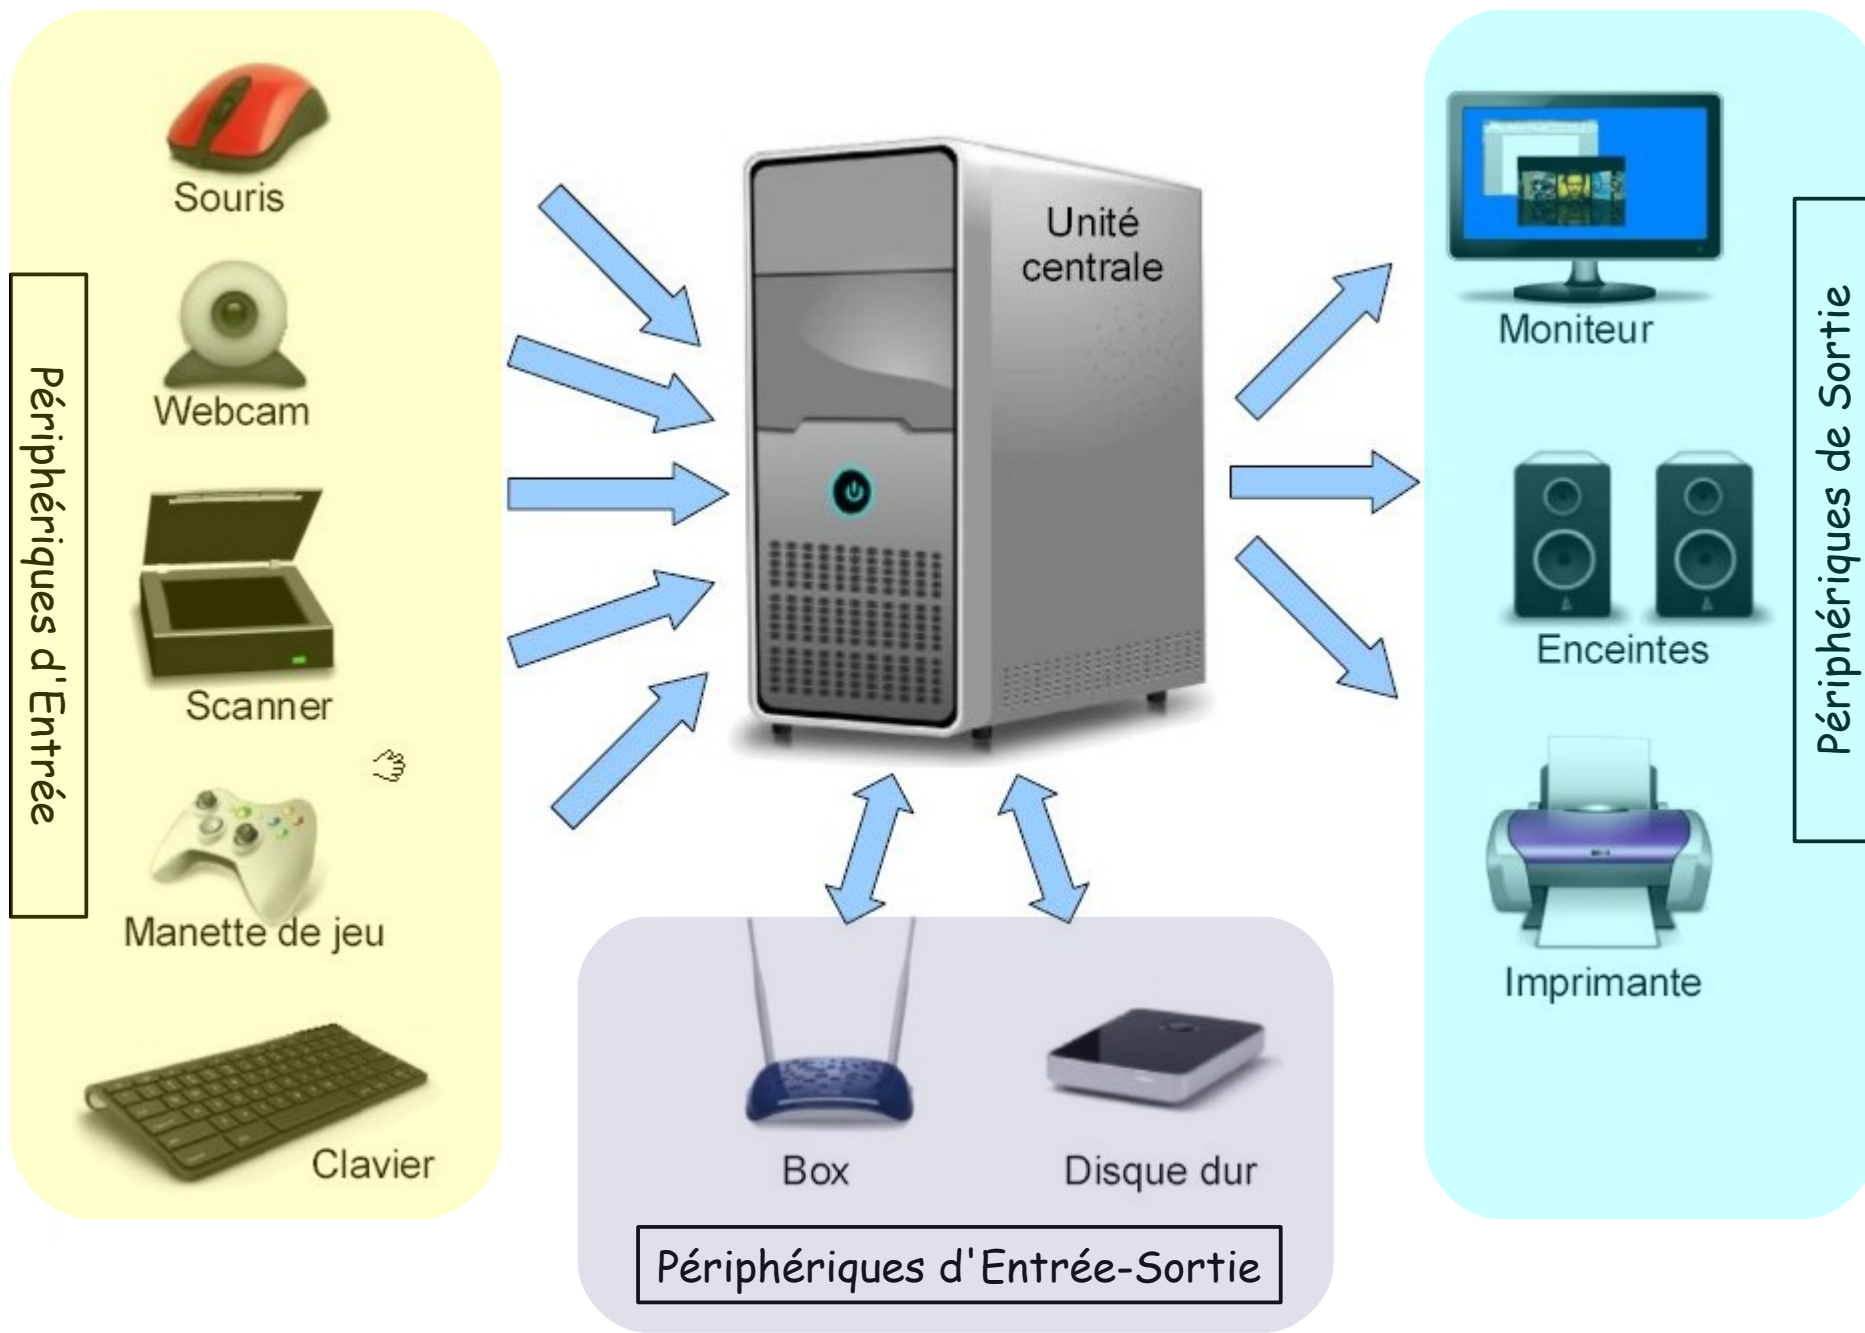 Souris
Webcam
Scanner
Manette de jeu
Clavier
Périphériques d'Entrée
Unité
centrale
Box
Disque dur
Périphériques d'Entrée-Sortie
Moniteur
Enceintes
Imprimante
Périphériques de Sortie